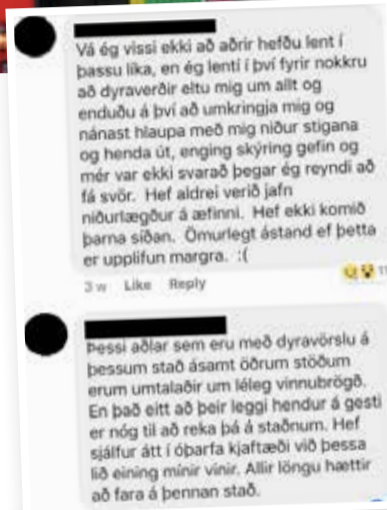 Vá ég vissi ekki að aðrir hefðu lent í
þassu líka, en ég lenti í því fyrir nokkru
að dyraverðir eltu mig um allt og
enduðu á því að umkringja mig og
nánast hlaupa með mig niður stigana
og henda út, enging skýring gefin og
mér var ekki svarað þegar ég reyndi að
fá svör. Hef aldrei verið jafn
niðurlægður á æfinni. Hef ekki komið
þarna síðan. Ömurlegt ástand ef þetta
er upplifun margra. :(
3 w Like Reply
11
Þessi aðlar sem eru með dyravörslu á
þessum stað ásamt öðrum stöðum
erum umtalaðir um léleg vinnubrögð.
En það eitt að þeir leggi hendur á gesti
er nóg til að reka þá á staðnum. Hef
sjálfur átt í óþarfa kjaftæði við þessa
lið eining mínir vinir. Allir löngu hættir
að fara á þennan stað.